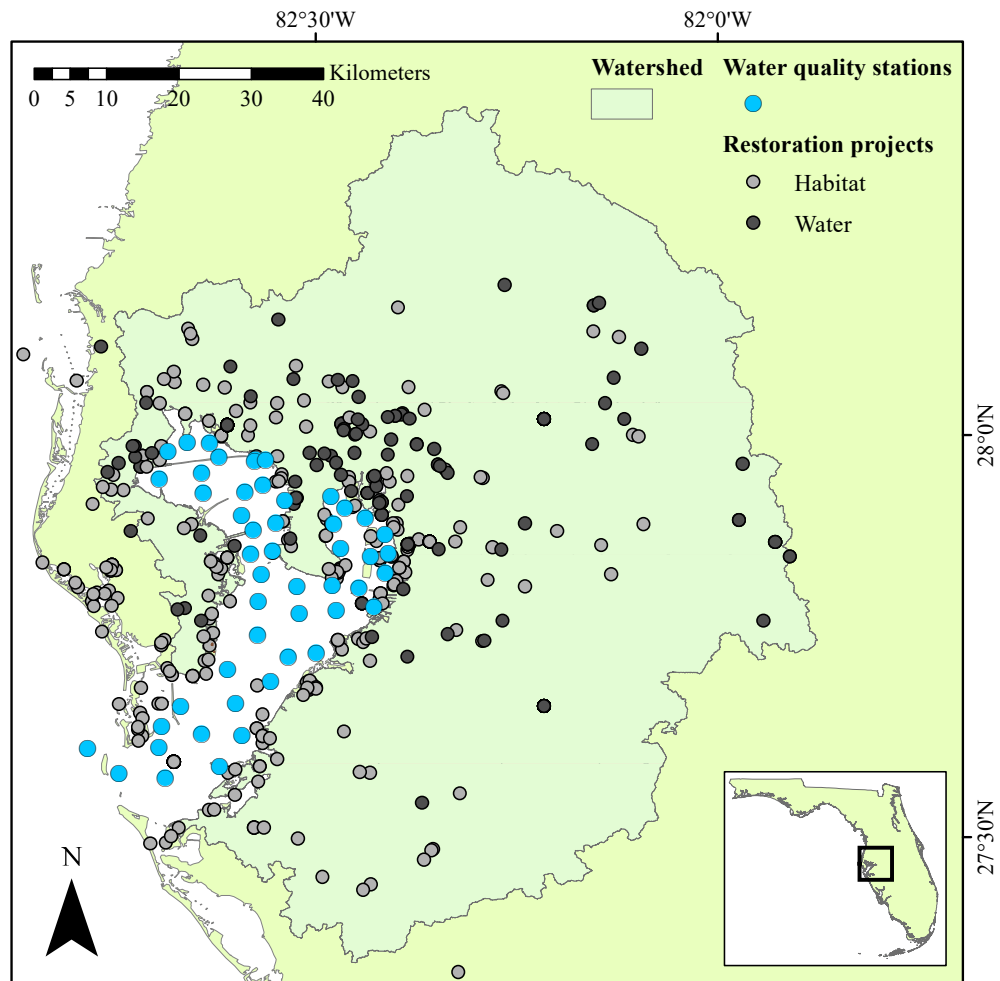 82°30'W 82°0'W
Kilometers
0 5 10 20 30 40
Watershed Water quality stations
Restoration projects
Habitat
Water
28°0'N
27°30'N
N